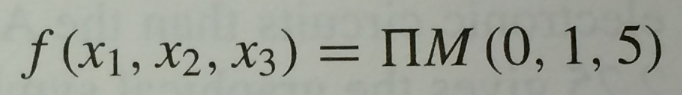 f(x₁, x₂, x₃) = ΠM(0, 1, 5)